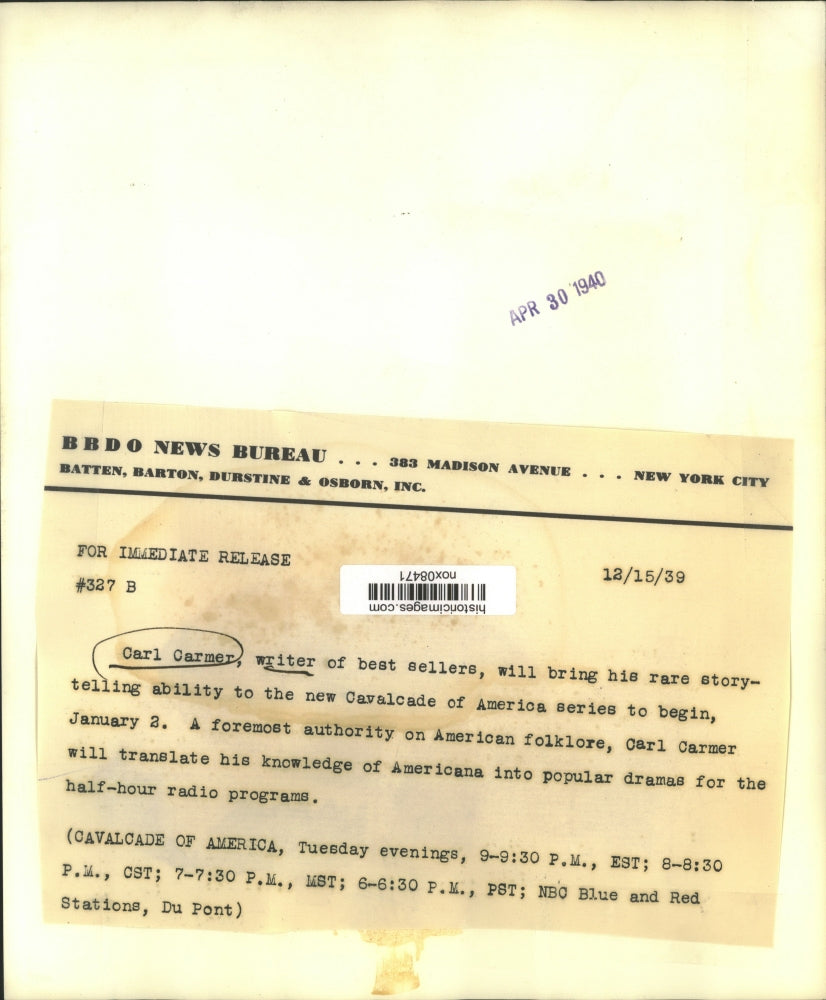 APR 30 1940
BBDO NEWS BUREAU . . . 383 MADISON AVENUE . . . NEW YORK CITY
BATTEN, BARTON, DURSTINE & OSBORN, INC.
FOR IMMEDIATE RELEASE
12/15/39
#327 B
historicimages.com
nox08471
Carl Carmer, writer of best sellers, will bring his rare story-
telling ability to the new Cavalcade of America series to begin,
January 2. A foremost authority on American folklore, Carl Carmer
will translate his knowledge of Americana into popular dramas for the
half-hour radio programs.
(CAVALCADE OF AMERICA, Tuesday evenings, 9-9:30 P.M., EST; 8-8:30
P.M., CST; 7-7:30 P.M., MST; 6-6:30 P.M., PST; NBC Blue and Red
Stations, Du Pont)